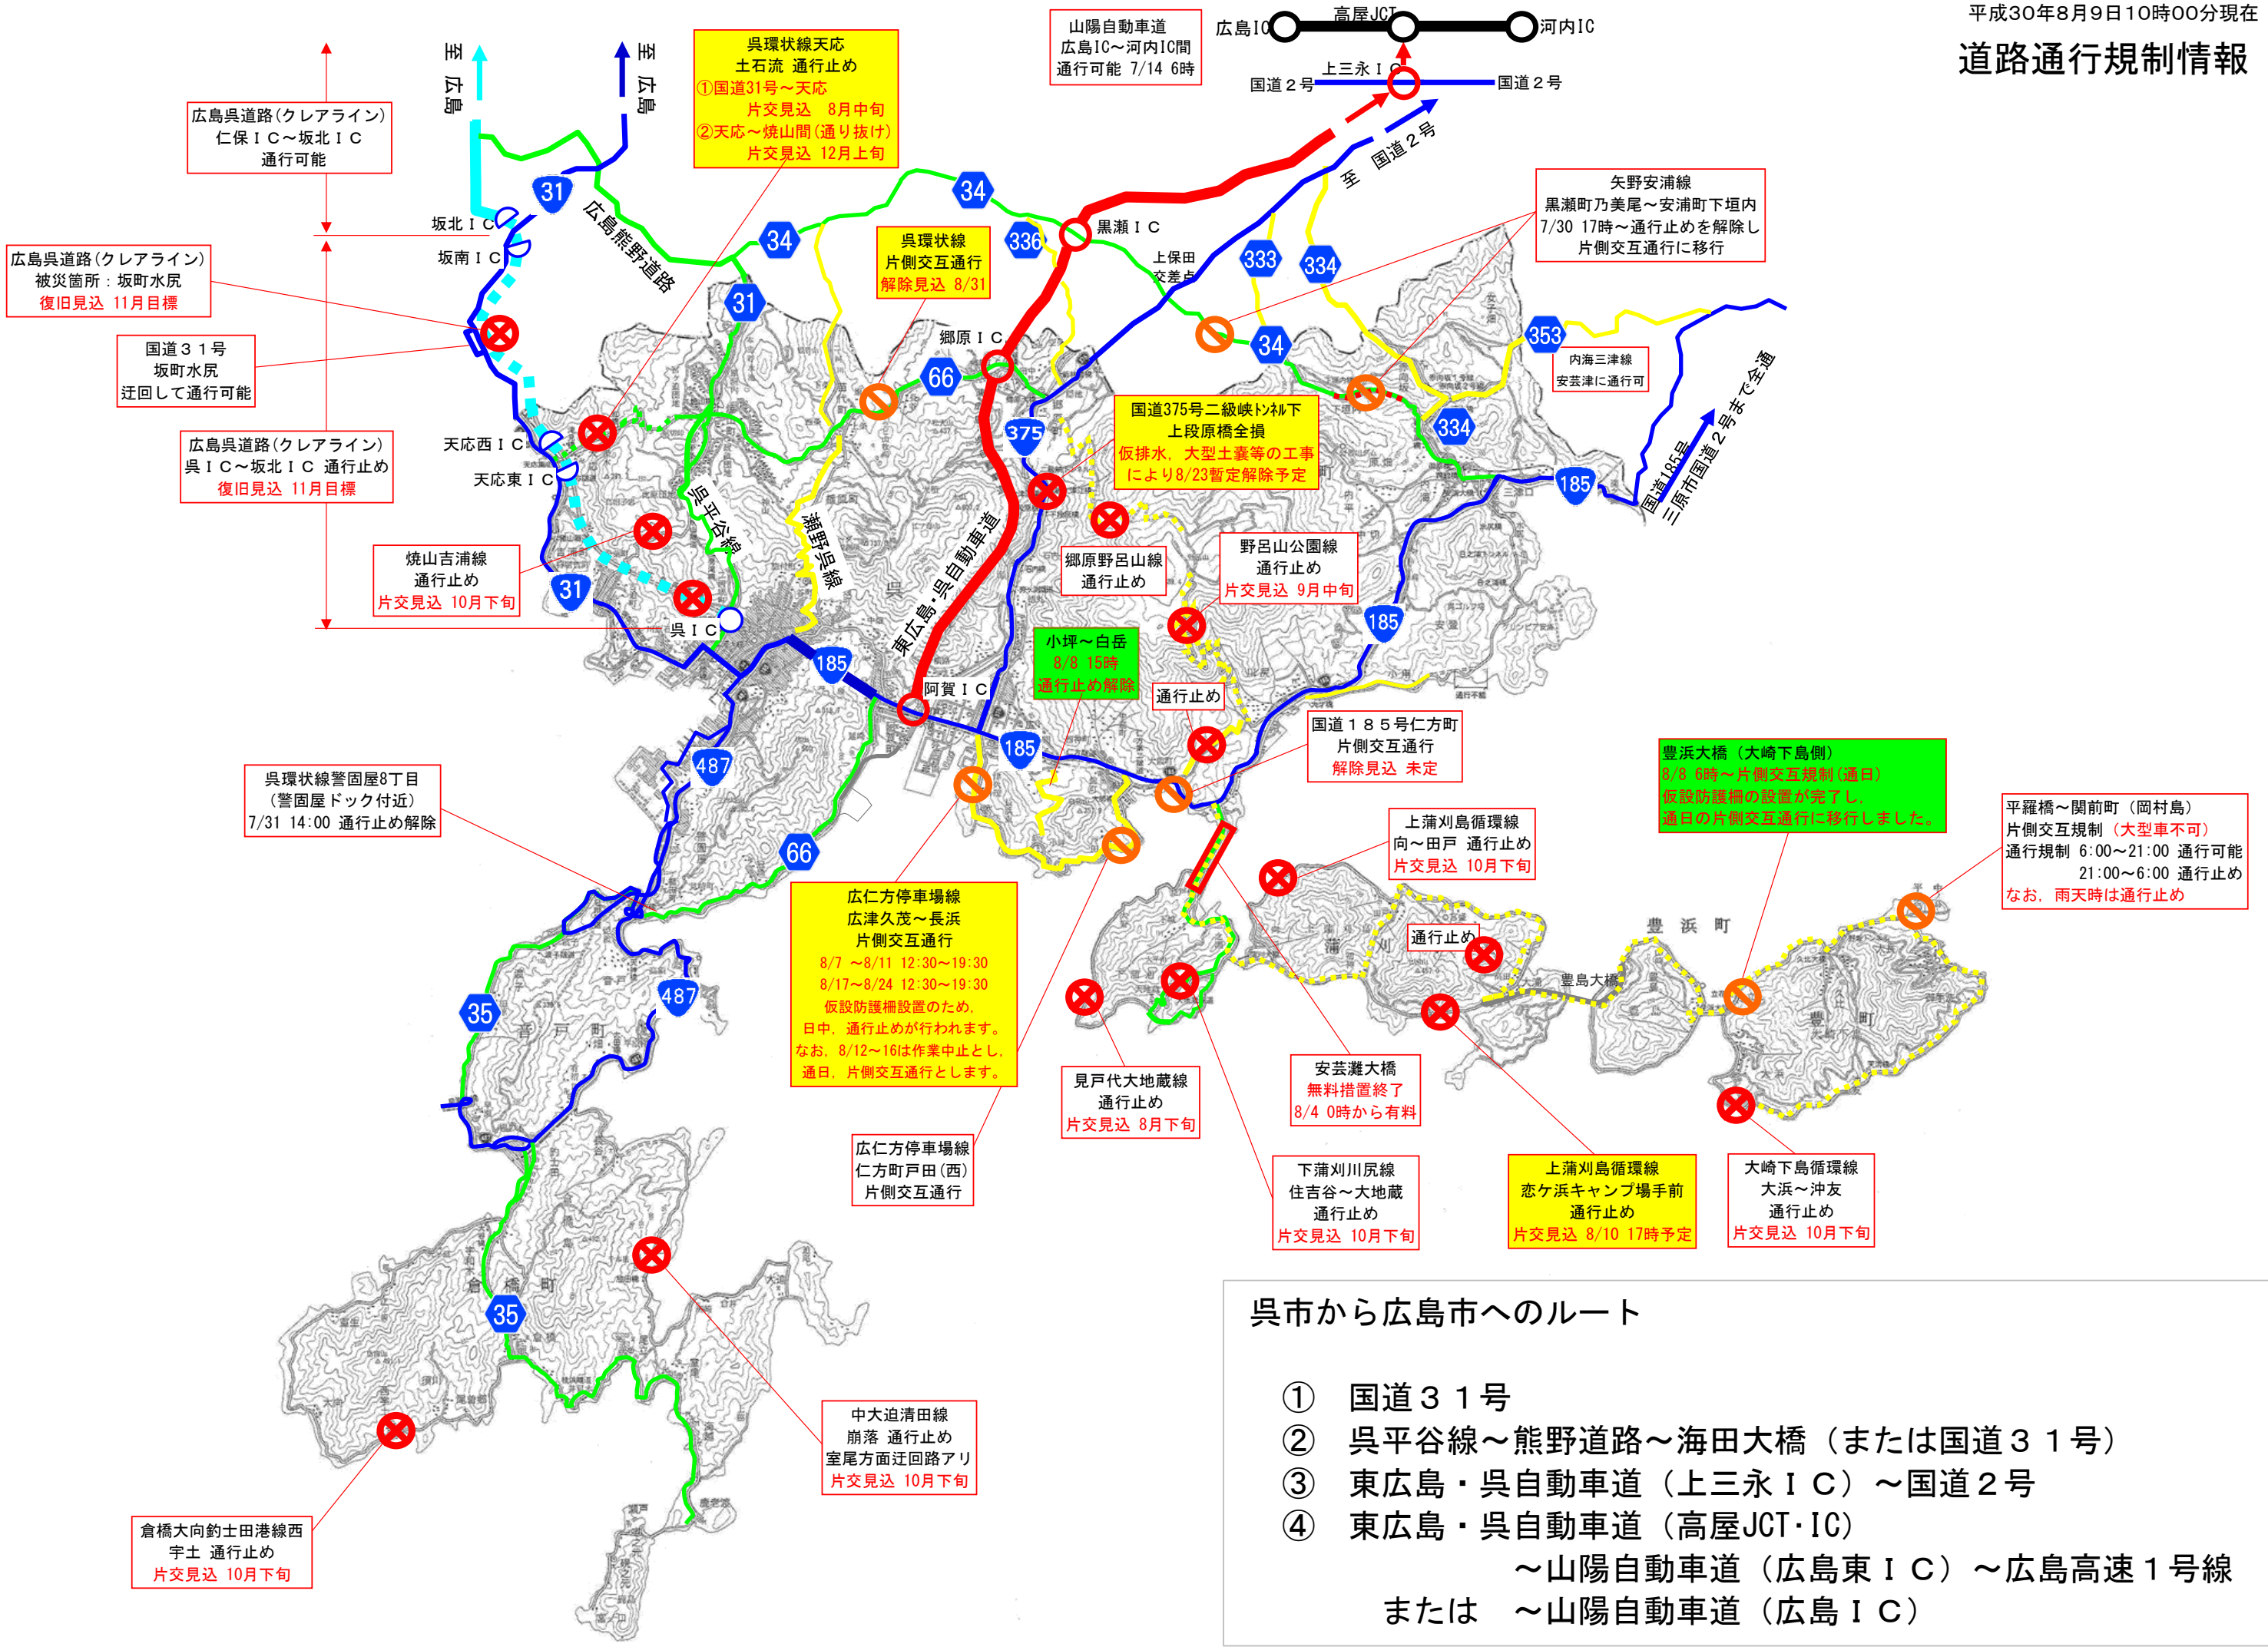 平成30年8月9日10時00分現在
道路通行規制情報
山陽自動車道
広島IC～河内IC間
通行可能 7/14 6時
広島IC
高屋JCT
河内IC
国道２号
上三永ＩＣ
国道２号
至 広島
至 広島
至 国道２号
呉環状線天応
土石流 通行止め
①国道31号～天応
片交見込 8月中旬
②天応～焼山間(通り抜け)
片交見込 12月上旬
広島呉道路(クレアライン)
仁保ＩＣ～坂北ＩＣ
通行可能
31
坂北ＩＣ
坂南ＩＣ
広島熊野道路
34
34
336
黒瀬ＩＣ
333
334
上保田
交差点
矢野安浦線
黒瀬町乃美尾～安浦町下垣内
7/30 17時～通行止めを解除し
片側交互通行に移行
呉環状線
片側交互通行
解除見込 8/31
広島呉道路(クレアライン)
被災箇所：坂町水尻
復旧見込 11月目標
31
国道３１号
坂町水尻
迂回して通行可能
郷原ＩＣ
66
34
353
内海三津線
安芸津に通行可
国道185号
三原市国道２号まで全通
広島呉道路(クレアライン)
呉ＩＣ～坂北ＩＣ 通行止め
復旧見込 11月目標
天応西ＩＣ
天応東ＩＣ
375
国道375号二級峡トンネル下
上段原橋全損
仮排水，大型土嚢等の工事
により8/23暫定解除予定
334
185
呉平谷線
瀬野呉線
東広島・呉自動車道
焼山吉浦線
通行止め
片交見込 10月下旬
郷原野呂山線
通行止め
野呂山公園線
通行止め
片交見込 9月中旬
31
呉ＩＣ
呉
185
185
小坪～白岳
8/8 15時
通行止め解除
阿賀ＩＣ
通行止め
国道１８５号仁方町
片側交互通行
解除見込 未定
185
487
呉環状線警固屋8丁目
(警固屋ドック付近)
7/31 14:00 通行止め解除
豊浜大橋（大崎下島側）
8/8 6時～片側交互規制(通日)
仮設防護柵の設置が完了し，
通日の片側交互通行に移行しました。
平羅橋～関前町（岡村島）
片側交互規制（大型車不可）
通行規制 6:00～21:00 通行可能
21:00～6:00 通行止め
なお，雨天時は通行止め
上蒲刈島循環線
向～田戸 通行止め
片交見込 10月下旬
66
広仁方停車場線
広津久茂～長浜
片側交互通行
8/7 ～8/11 12:30～19:30
8/17～8/24 12:30～19:30
仮設防護柵設置のため，
日中，通行止めが行われます。
なお，8/12～16は作業中止とし，
通日，片側交互通行とします。
通行止め
蒲刈
豊浜町
豊島大橋
豊町
35
487
音戸町
見戸代大地蔵線
通行止め
片交見込 8月下旬
安芸灘大橋
無料措置終了
8/4 0時から有料
広仁方停車場線
仁方町戸田(西)
片側交互通行
下蒲刈川尻線
住吉谷～大地蔵
通行止め
片交見込 10月下旬
上蒲刈島循環線
恋ケ浜キャンプ場手前
通行止め
片交見込 8/10 17時予定
大崎下島循環線
大浜～沖友
通行止め
片交見込 10月下旬
倉橋町
35
中大迫清田線
崩落 通行止め
室尾方面迂回路アリ
片交見込 10月下旬
倉橋大向釣士田港線西
宇土 通行止め
片交見込 10月下旬
呉市から広島市へのルート
① 国道３１号
② 呉平谷線～熊野道路～海田大橋（または国道３１号）
③ 東広島・呉自動車道（上三永ＩＣ）～国道２号
④ 東広島・呉自動車道（高屋JCT･IC）
～山陽自動車道（広島東ＩＣ）～広島高速１号線
または ～山陽自動車道（広島ＩＣ）